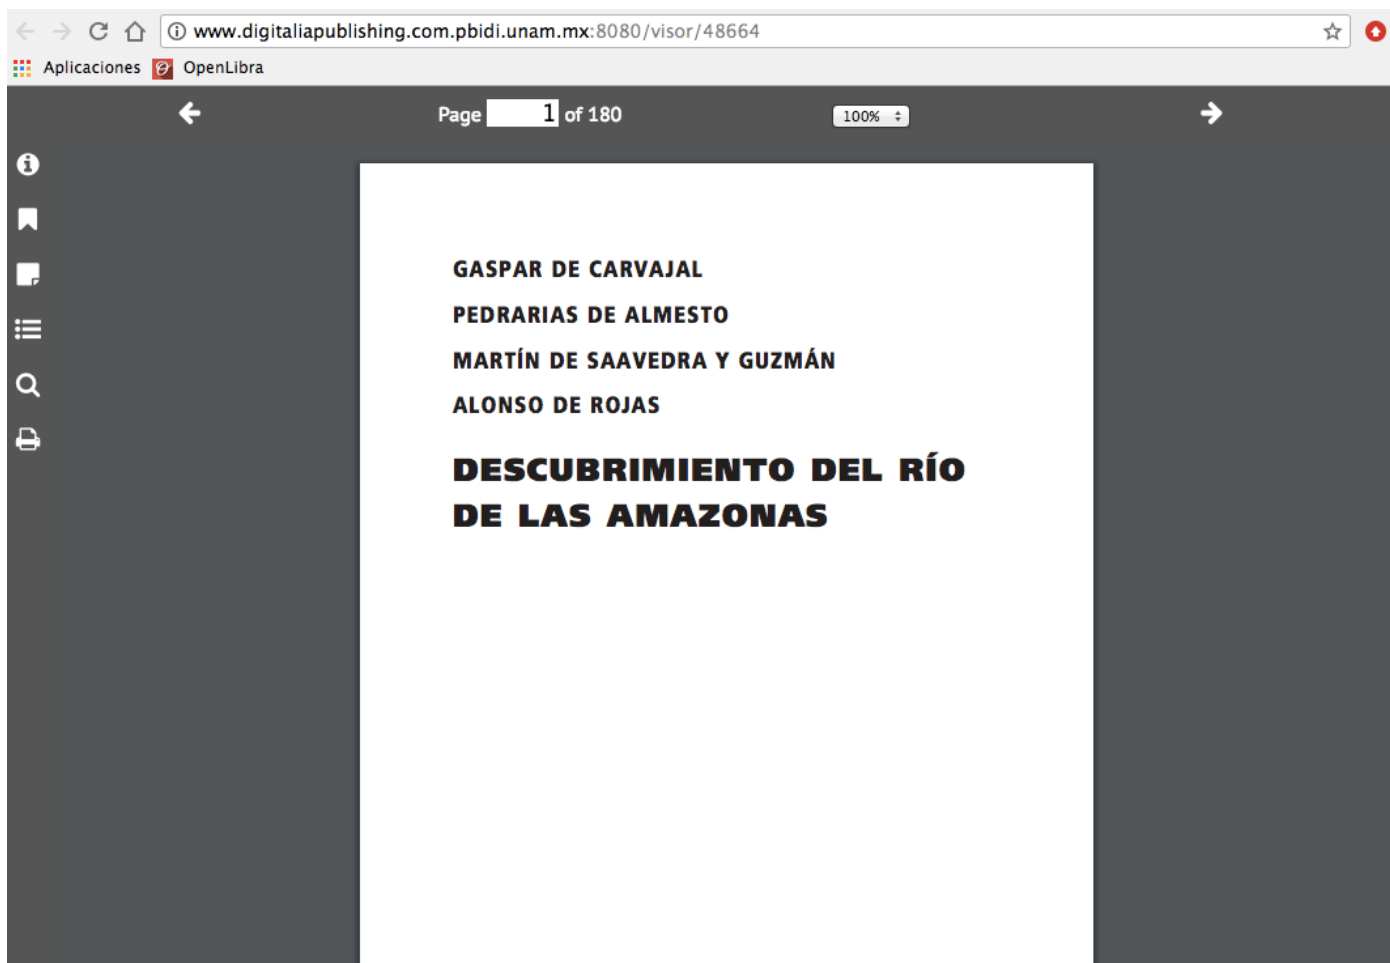 www.digitaliapublishing.com.pbidi.unam.mx:8080/visor/48664
Aplicaciones OpenLibra
Page 1 of 180 100%
GASPAR DE CARVAJAL
PEDRARIAS DE ALMESTO
MARTÍN DE SAAVEDRA Y GUZMÁN
ALONSO DE ROJAS
DESCUBRIMIENTO DEL RÍO
DE LAS AMAZONAS